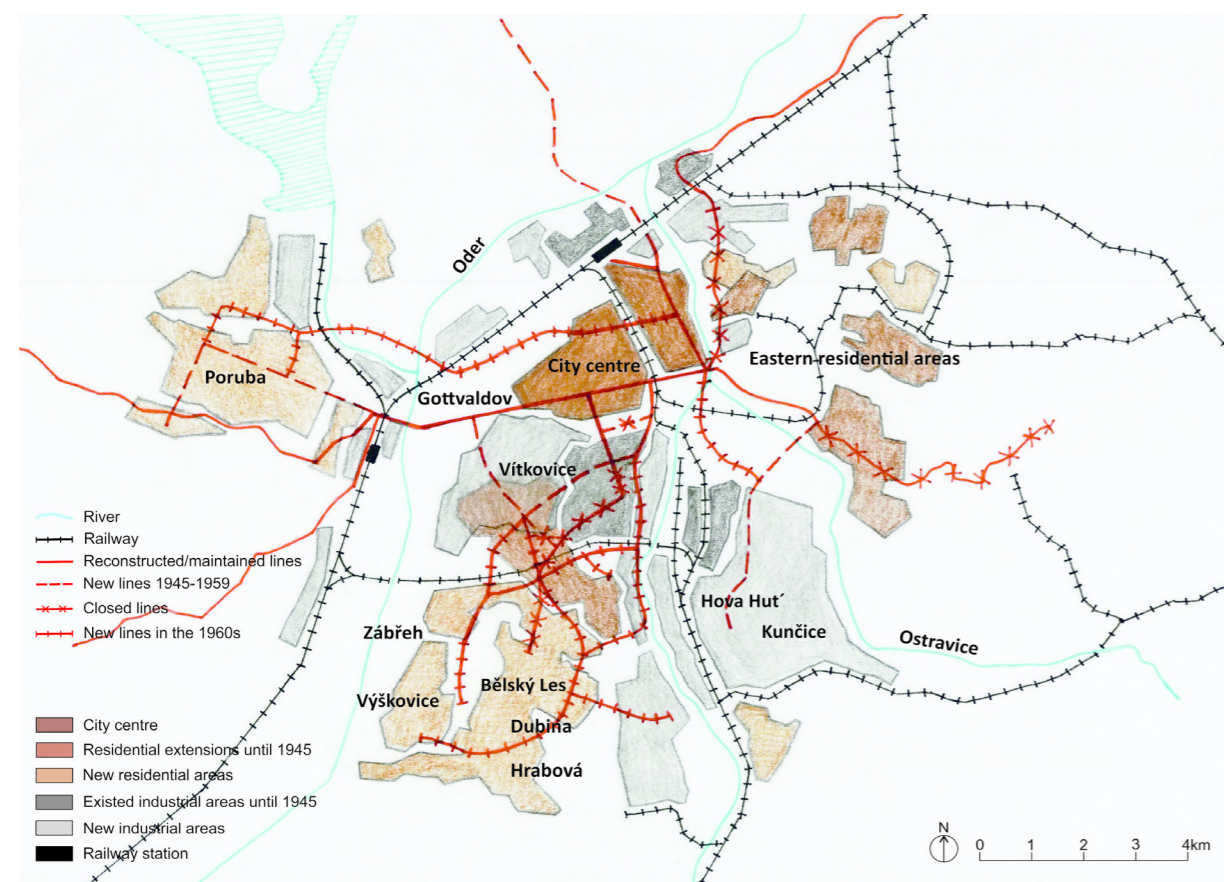 Oder
City centre
Eastern residential areas
Poruba
Gottvaldov
Vítkovice
Hova Hut´
Kunčice
Ostravice
Zábřeh
Výškovice
Bělský Les
Dubina
Hrabová
River
Railway
Reconstructed/maintained lines
New lines 1945-1959
Closed lines
New lines in the 1960s
City centre
Residential extensions until 1945
New residential areas
Existed industrial areas until 1945
New industrial areas
Railway station
N
0 1 2 3 4km